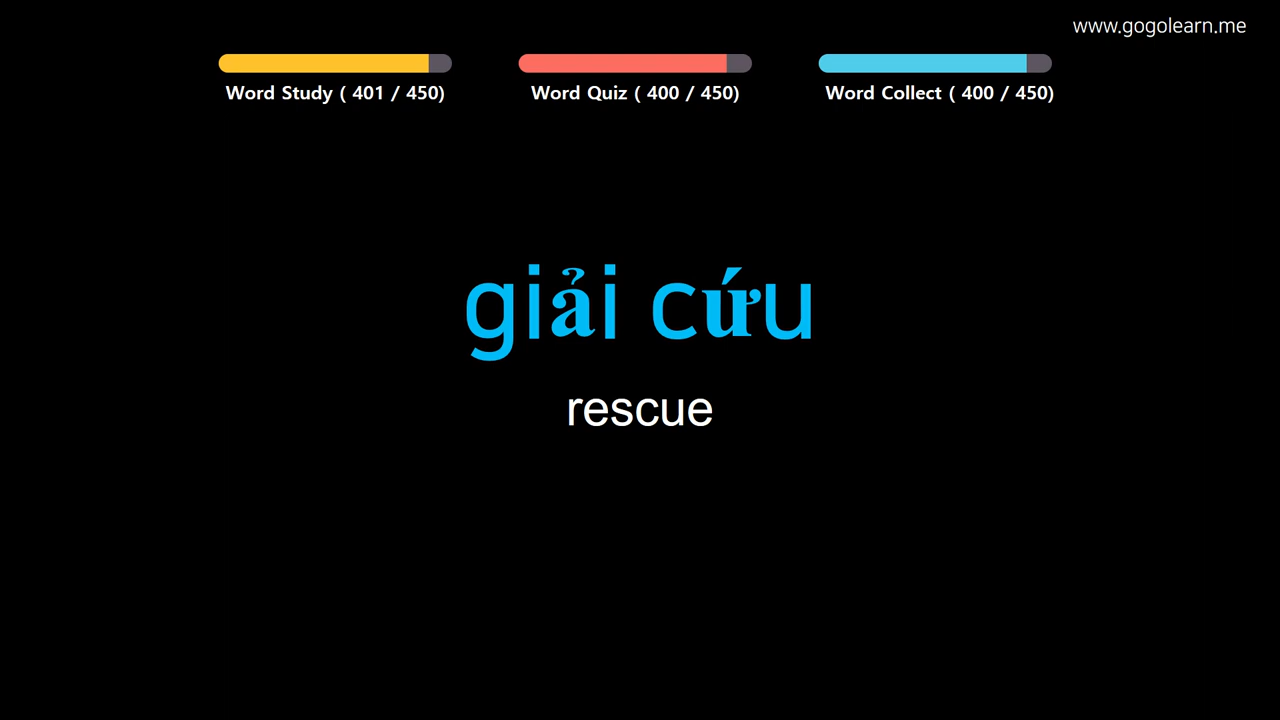 www.gogolearn.me
Word Study ( 401 / 450)
Word Quiz ( 400 / 450)
Word Collect ( 400 / 450)
giải cứu
rescue